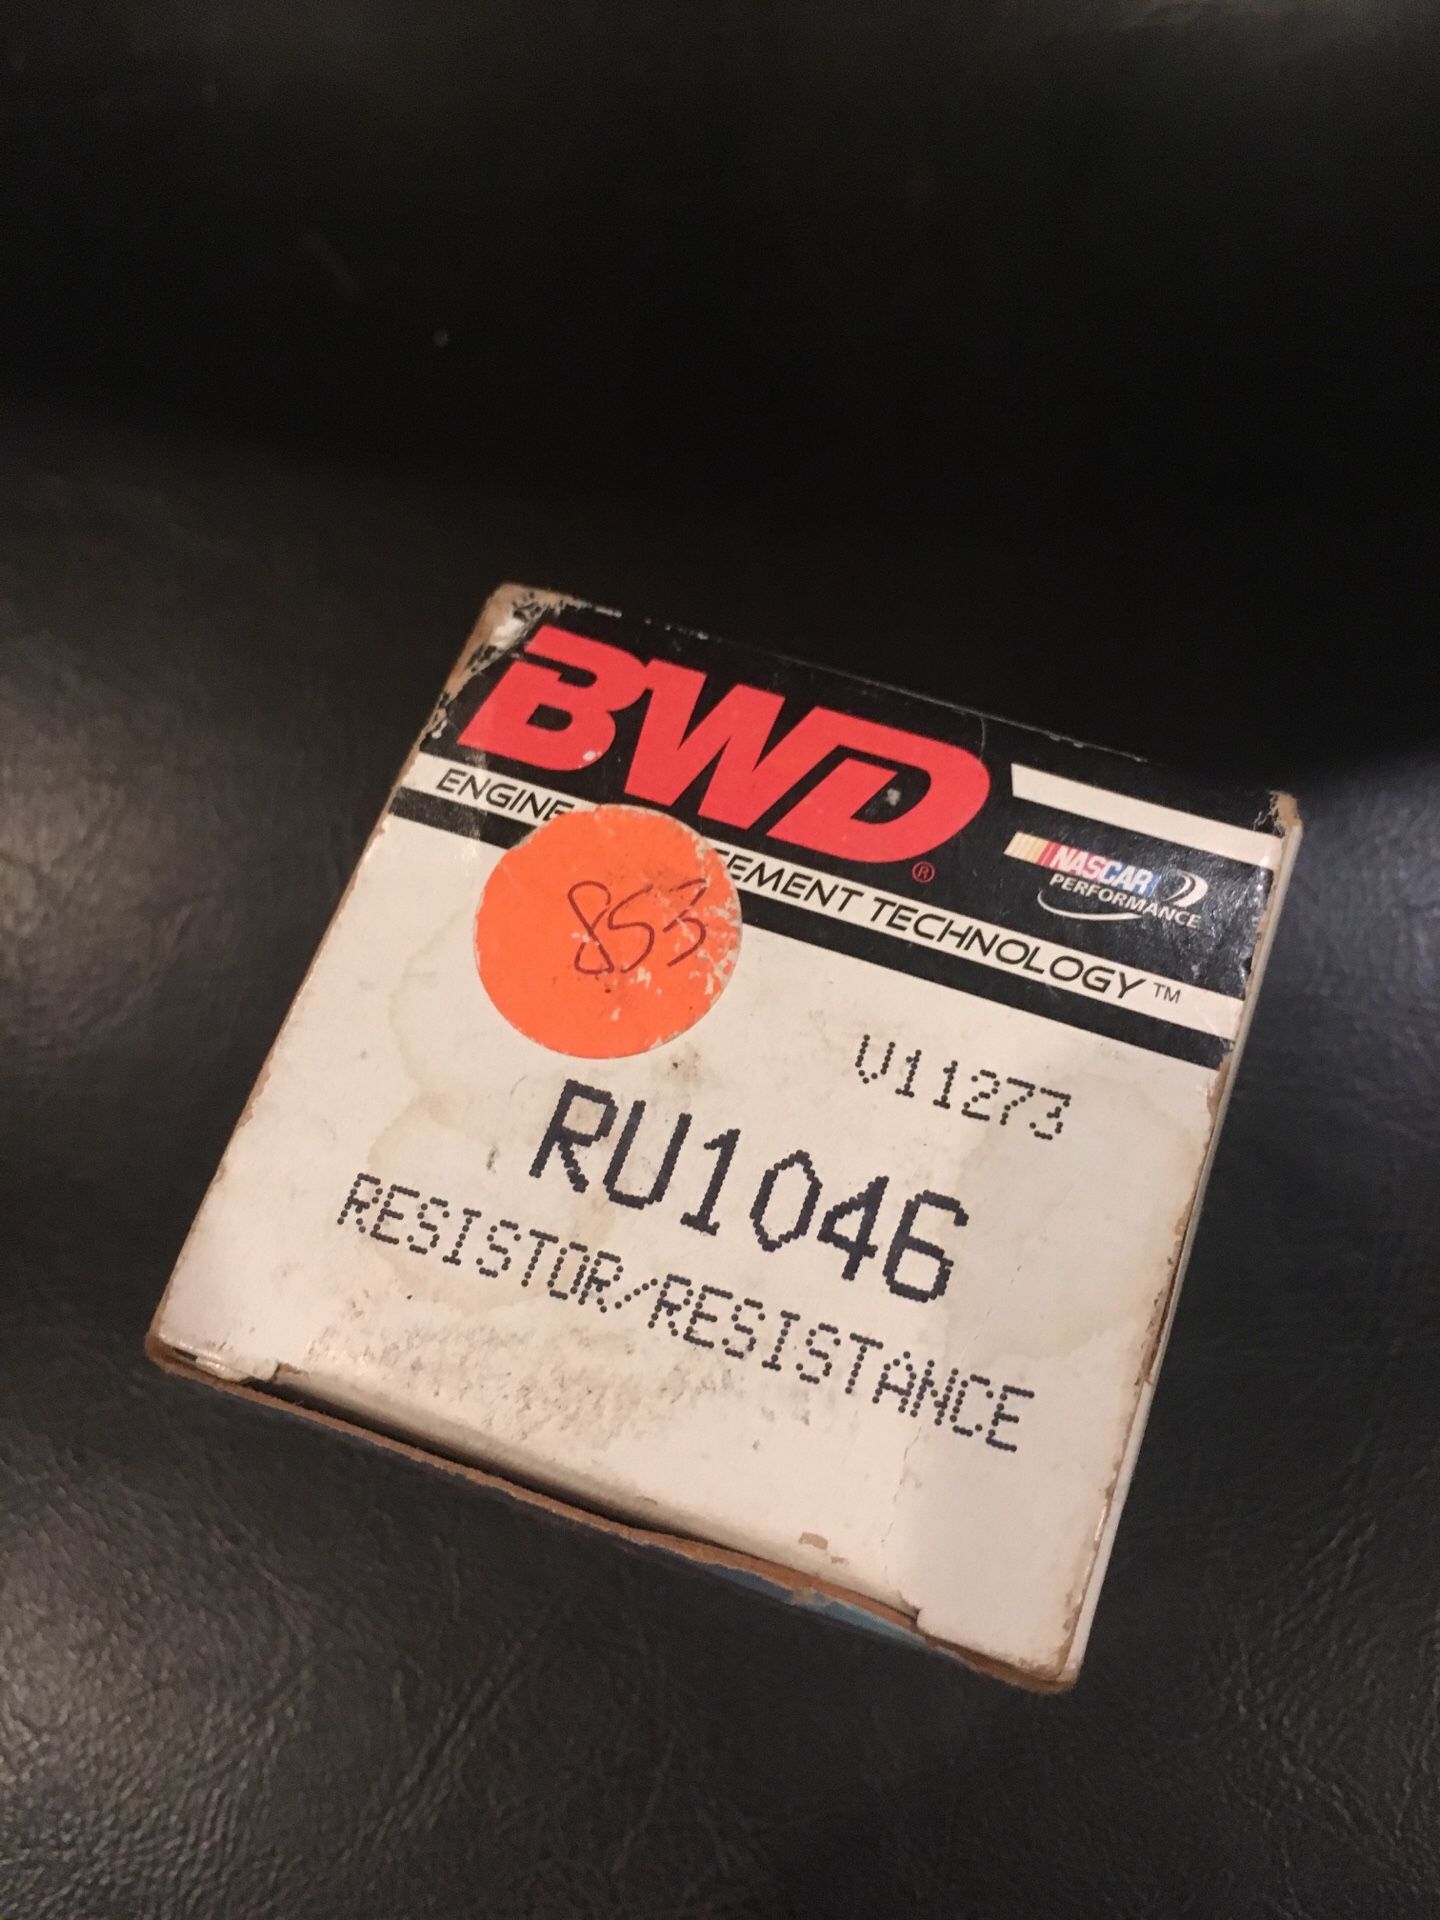 BWD®
ENGINE EMENT TECHNOLOGY™
NASCAR
PERFORMANCE
853
V11273
RU1046
RESISTOR/RESISTANCE